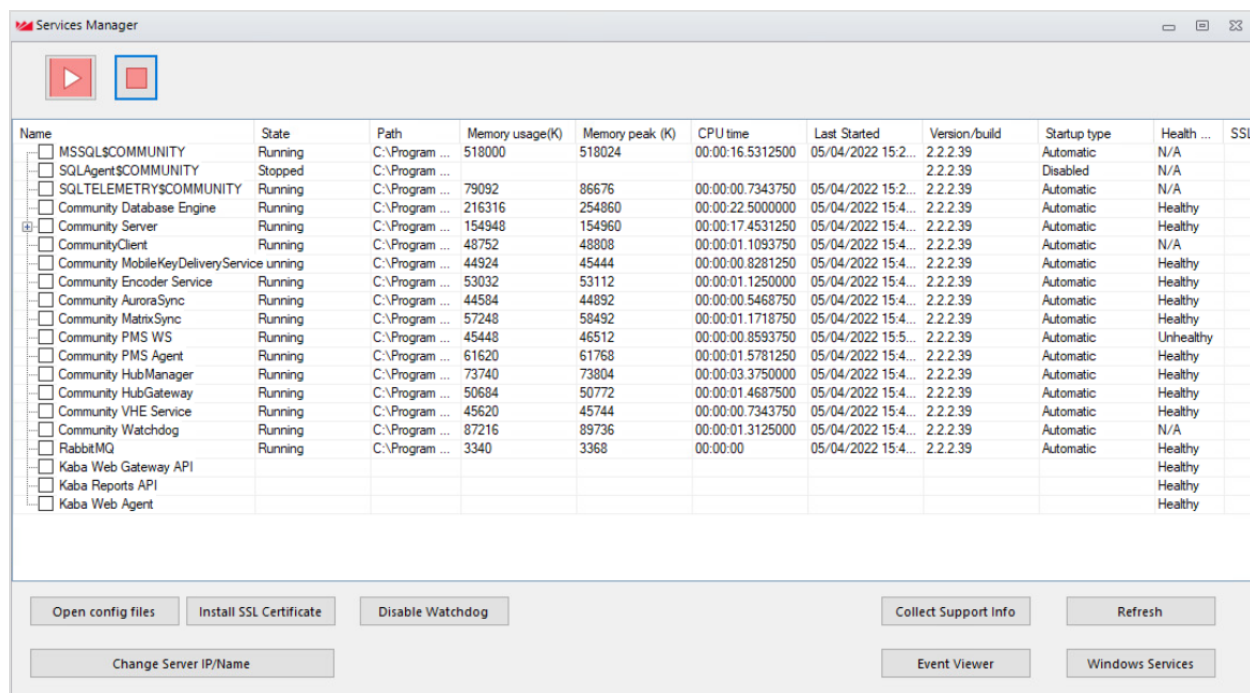 Services Manager
Name State Path Memory usage(K) Memory peak (K) CPU time Last Started Version/build Startup type Health ... SSL
MSSQL$COMMUNITY Running C:\Program ... 518000 518024 00:00:16.5312500 05/04/2022 15:2... 2.2.2.39 Automatic N/A
SQLAgent$COMMUNITY Stopped C:\Program ... 2.2.2.39 Disabled N/A
SQLTELEMETRY$COMMUNITY Running C:\Program ... 79092 86676 00:00:00.7343750 05/04/2022 15:2... 2.2.2.39 Automatic N/A
Community Database Engine Running C:\Program ... 216316 254860 00:00:22.5000000 05/04/2022 15:4... 2.2.2.39 Automatic Healthy
Community Server Running C:\Program ... 154948 154960 00:00:17.4531250 05/04/2022 15:4... 2.2.2.39 Automatic Healthy
CommunityClient Running C:\Program ... 48752 48808 00:00:01.1093750 05/04/2022 15:4... 2.2.2.39 Automatic N/A
Community MobileKeyDeliveryService unning C:\Program ... 44924 45444 00:00:00.8281250 05/04/2022 15:4... 2.2.2.39 Automatic Healthy
Community Encoder Service Running C:\Program ... 53032 53112 00:00:01.1250000 05/04/2022 15:4... 2.2.2.39 Automatic Healthy
Community AuroraSync Running C:\Program ... 44584 44892 00:00:00.5468750 05/04/2022 15:4... 2.2.2.39 Automatic Healthy
Community MatrixSync Running C:\Program ... 57248 58492 00:00:01.1718750 05/04/2022 15:4... 2.2.2.39 Automatic Healthy
Community PMS WS Running C:\Program ... 45448 46512 00:00:00.8593750 05/04/2022 15:5... 2.2.2.39 Automatic Unhealthy
Community PMS Agent Running C:\Program ... 61620 61768 00:00:01.5781250 05/04/2022 15:4... 2.2.2.39 Automatic Healthy
Community HubManager Running C:\Program ... 73740 73804 00:00:03.3750000 05/04/2022 15:4... 2.2.2.39 Automatic Healthy
Community HubGateway Running C:\Program ... 50684 50772 00:00:01.4687500 05/04/2022 15:4... 2.2.2.39 Automatic Healthy
Community VHE Service Running C:\Program ... 45620 45744 00:00:00.7343750 05/04/2022 15:4... 2.2.2.39 Automatic Healthy
Community Watchdog Running C:\Program ... 87216 89736 00:00:01.3125000 05/04/2022 15:4... 2.2.2.39 Automatic N/A
RabbitMQ Running C:\Program ... 3340 3368 00:00:00 05/04/2022 15:4... 2.2.2.39 Automatic Healthy
Kaba Web Gateway API Healthy
Kaba Reports API Healthy
Kaba Web Agent Healthy
Open config files Install SSL Certificate Disable Watchdog Collect Support Info Refresh
Change Server IP/Name Event Viewer Windows Services